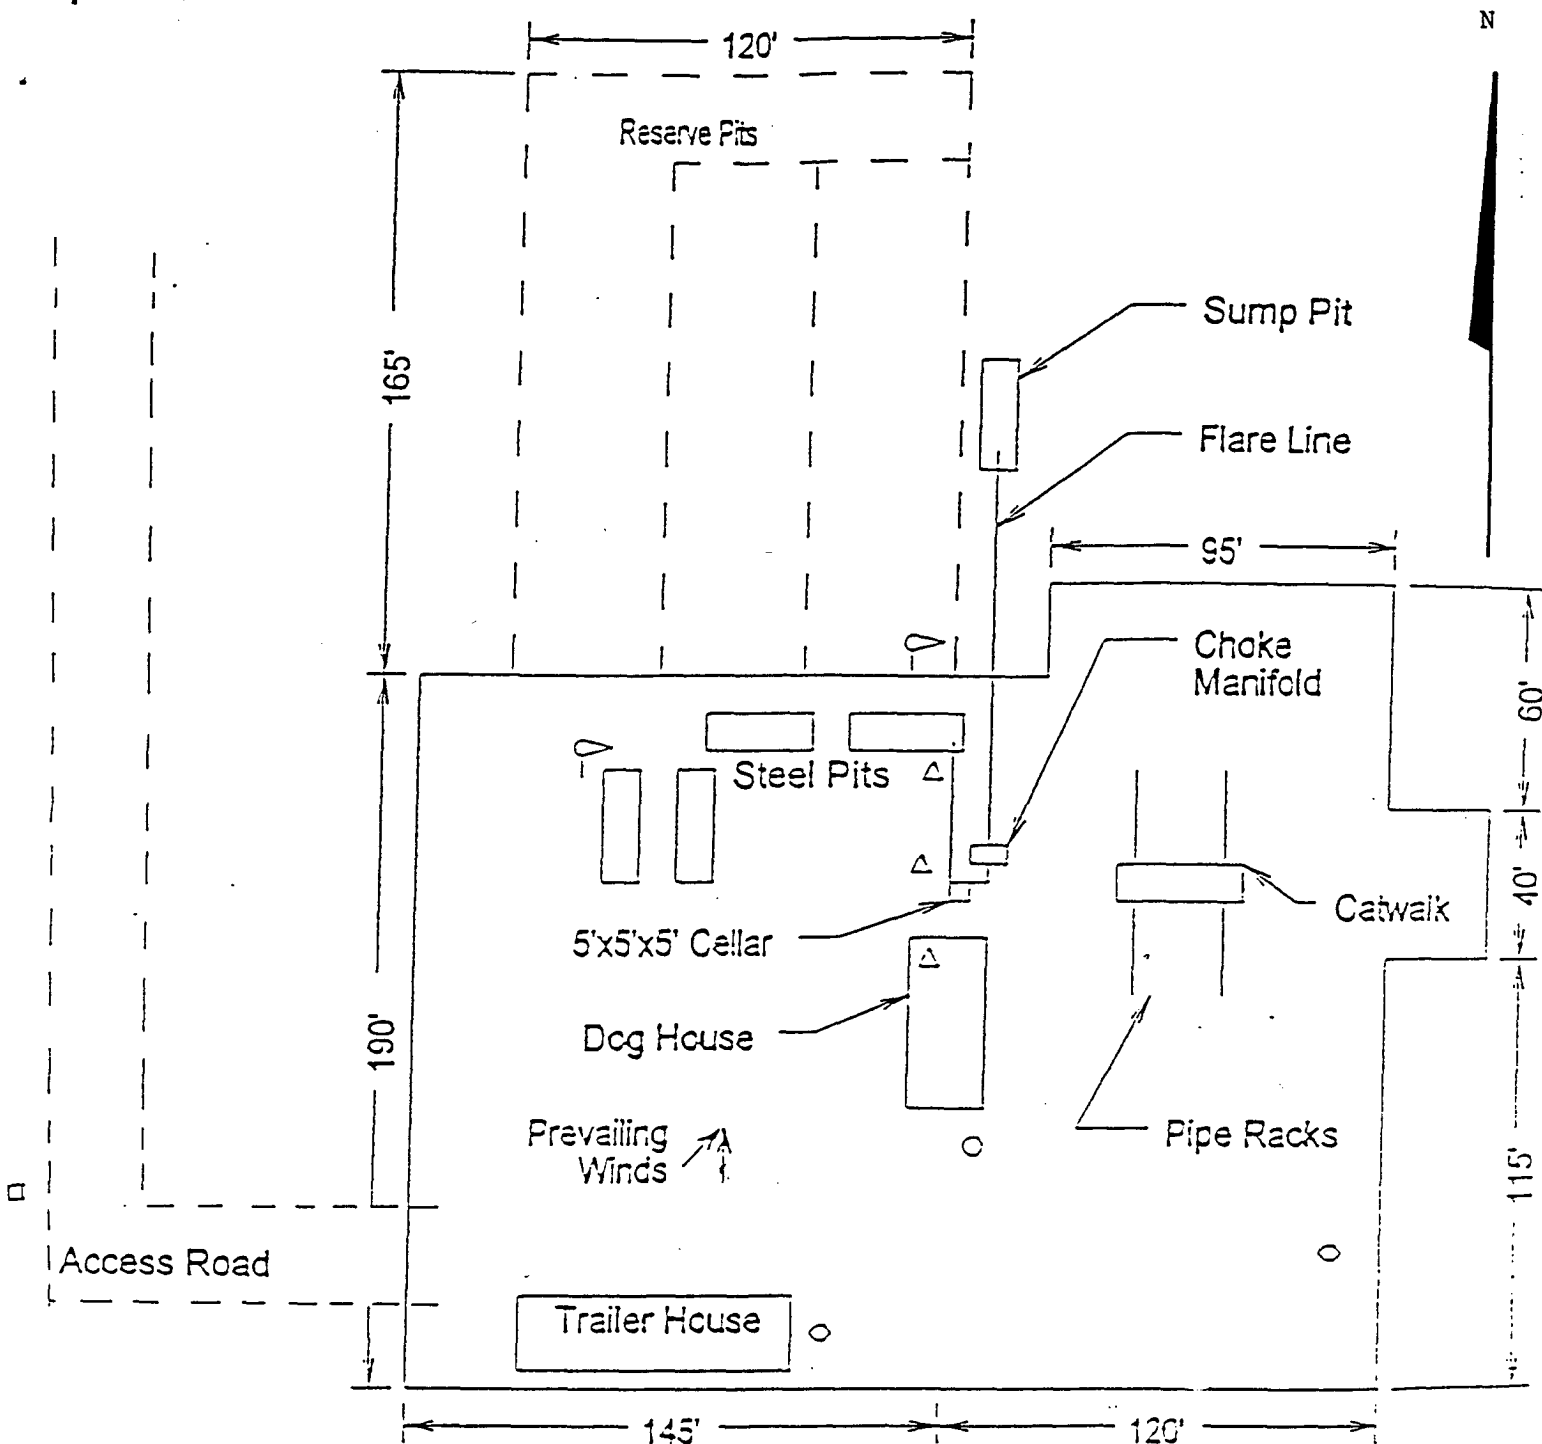 N
120'
Reserve Pits
165'
Sump Pit
Flare Line
95'
Choke
Manifold
60'
Steel Pits
40'
Catwalk
5'x5'x5' Cellar
190'
Dog House
Prevailing
Winds
Pipe Racks
115'
Access Road
Trailer House
145'
120'